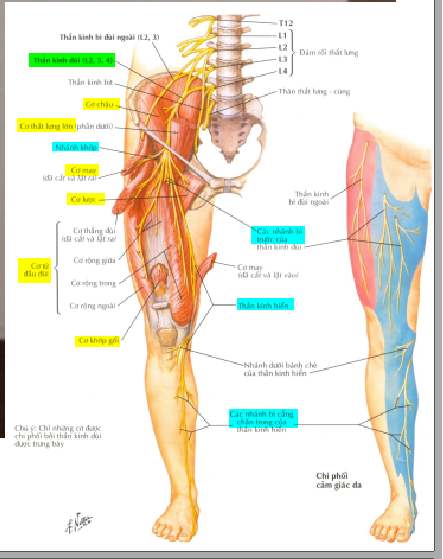 T12
Thần kinh bì đùi ngoài (L2, 3)
L1
L2
Đám rối thắt lưng
L3
Thần kinh đùi (L2, 3, 4)
L4
Thần kinh bịt
Thân thắt lưng - cùng
Cơ chậu
Cơ thắt lưng lớn (phần dưới)
Nhánh khớp
Cơ may
(đã cắt và lật ra)
Cơ lược
Thần kinh
bì đùi ngoài
Cơ thẳng đùi
(đã cắt và lật ra)
Các nhánh bì
trước của
thần kinh đùi
Cơ tứ
đầu đùi
Cơ rộng giữa
Cơ may
(đã cắt và lật vào)
Cơ rộng trong
Cơ rộng ngoài
Thần kinh hiển
Cơ khớp gối
Nhánh dưới bánh chè
của thần kinh hiển
Các nhánh bì cẳng
chân trong của
thần kinh hiển
Chú ý: Chỉ những cơ được
chi phối bởi thần kinh đùi
được trưng bày
Chi phối
cảm giác da